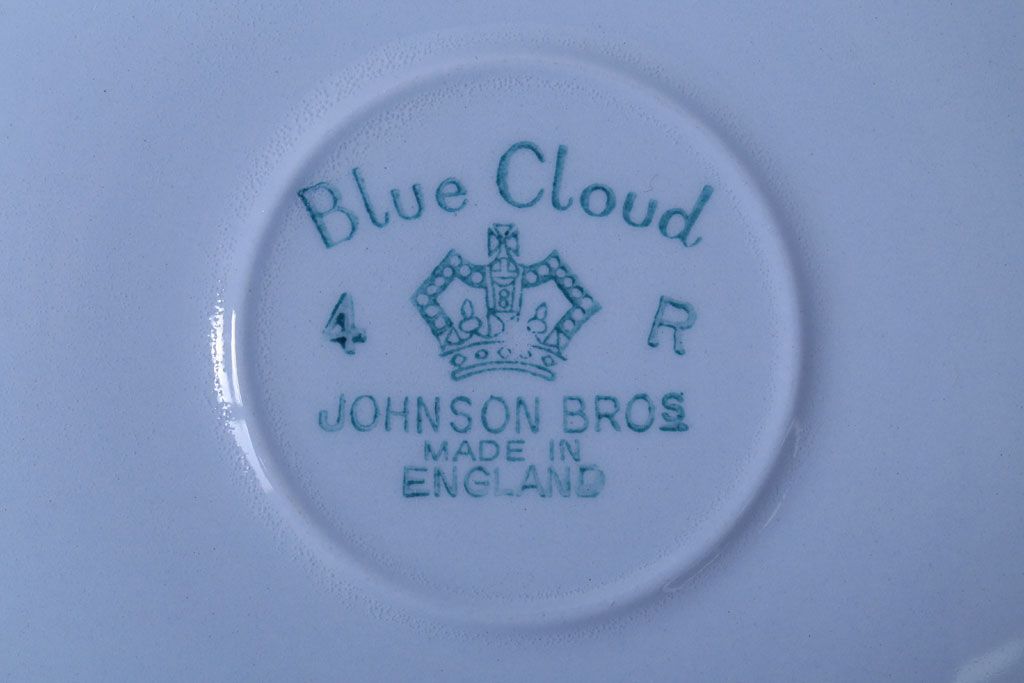 Blue Cloud
4 R
JOHNSON BROS
MADE IN
ENGLAND